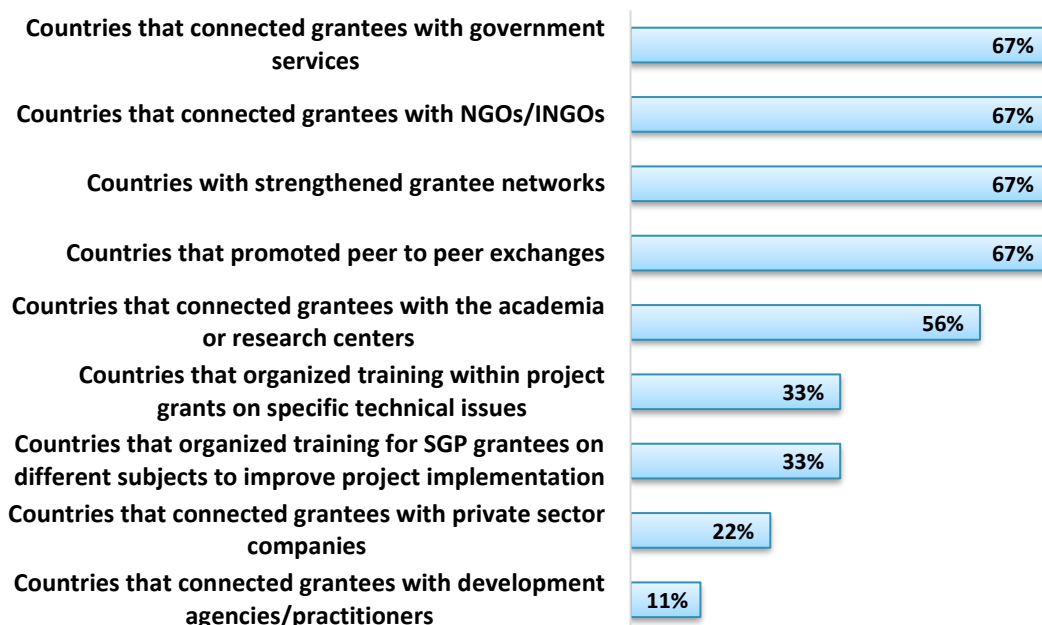 Countries that connected grantees with government
services
67%
Countries that connected grantees with NGOs/INGOs
67%
Countries with strengthened grantee networks
67%
Countries that promoted peer to peer exchanges
67%
Countries that connected grantees with the academia
or research centers
56%
Countries that organized training within project
grants on specific technical issues
33%
Countries that organized training for SGP grantees on
different subjects to improve project implementation
33%
Countries that connected grantees with private sector
companies
22%
Countries that connected grantees with development
agencies/practitioners
11%